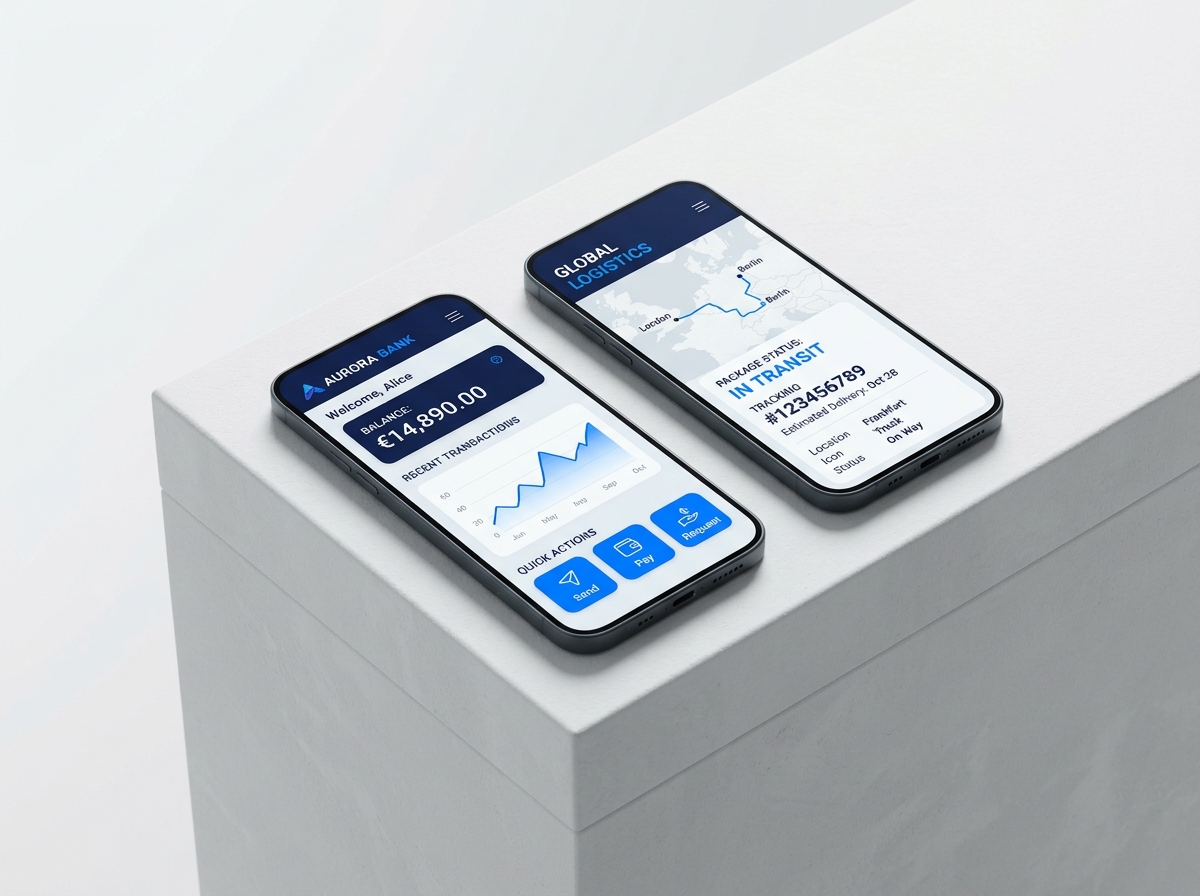 AURORA BANK
Welcome, Alice
BALANCE:
€14,890.00
RECENT TRANSACTIONS
60
40
20
0
Jun
May
Aug
Sep
Oct
QUICK ACTIONS
Send
Pay
Request
GLOBAL
LOGISTICS
Berlin
Berlin
London
PACKAGE STATUS:
IN TRANSIT
TRACKING
#123456789
Estimated Delivery: Oct 28
Location Frankfurt
Icon Truck
Status On Way